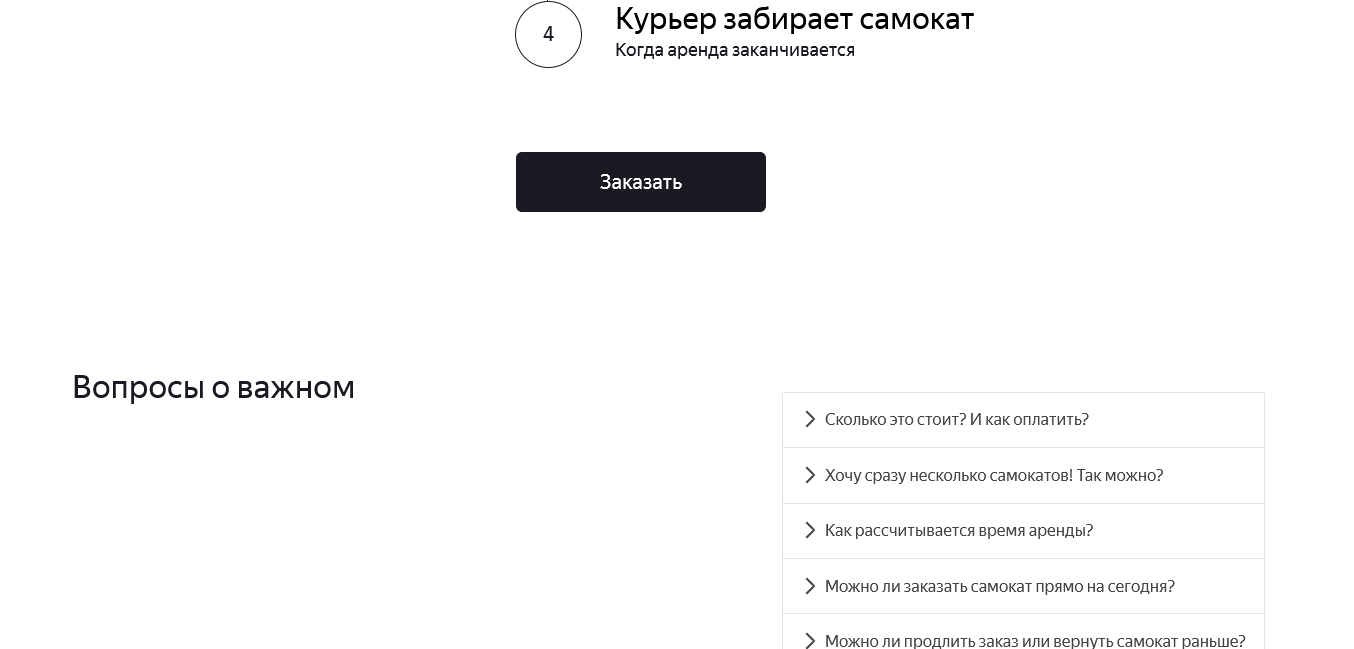 4
Курьер забирает самокат
Когда аренда заканчивается
Заказать
Вопросы о важном
Сколько это стоит? И как оплатить?
Хочу сразу несколько самокатов! Так можно?
Как рассчитывается время аренды?
Можно ли заказать самокат прямо на сегодня?
Можно ли продлить заказ или вернуть самокат раньше?